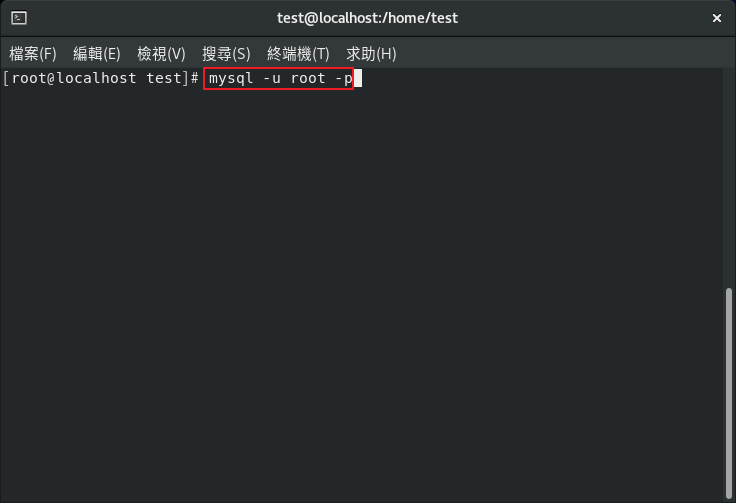 test@localhost:/home/test
檔案(F) 編輯(E) 檢視(V) 搜尋(S) 終端機(T) 求助(H)
[root@localhost test]# mysql -u root -p